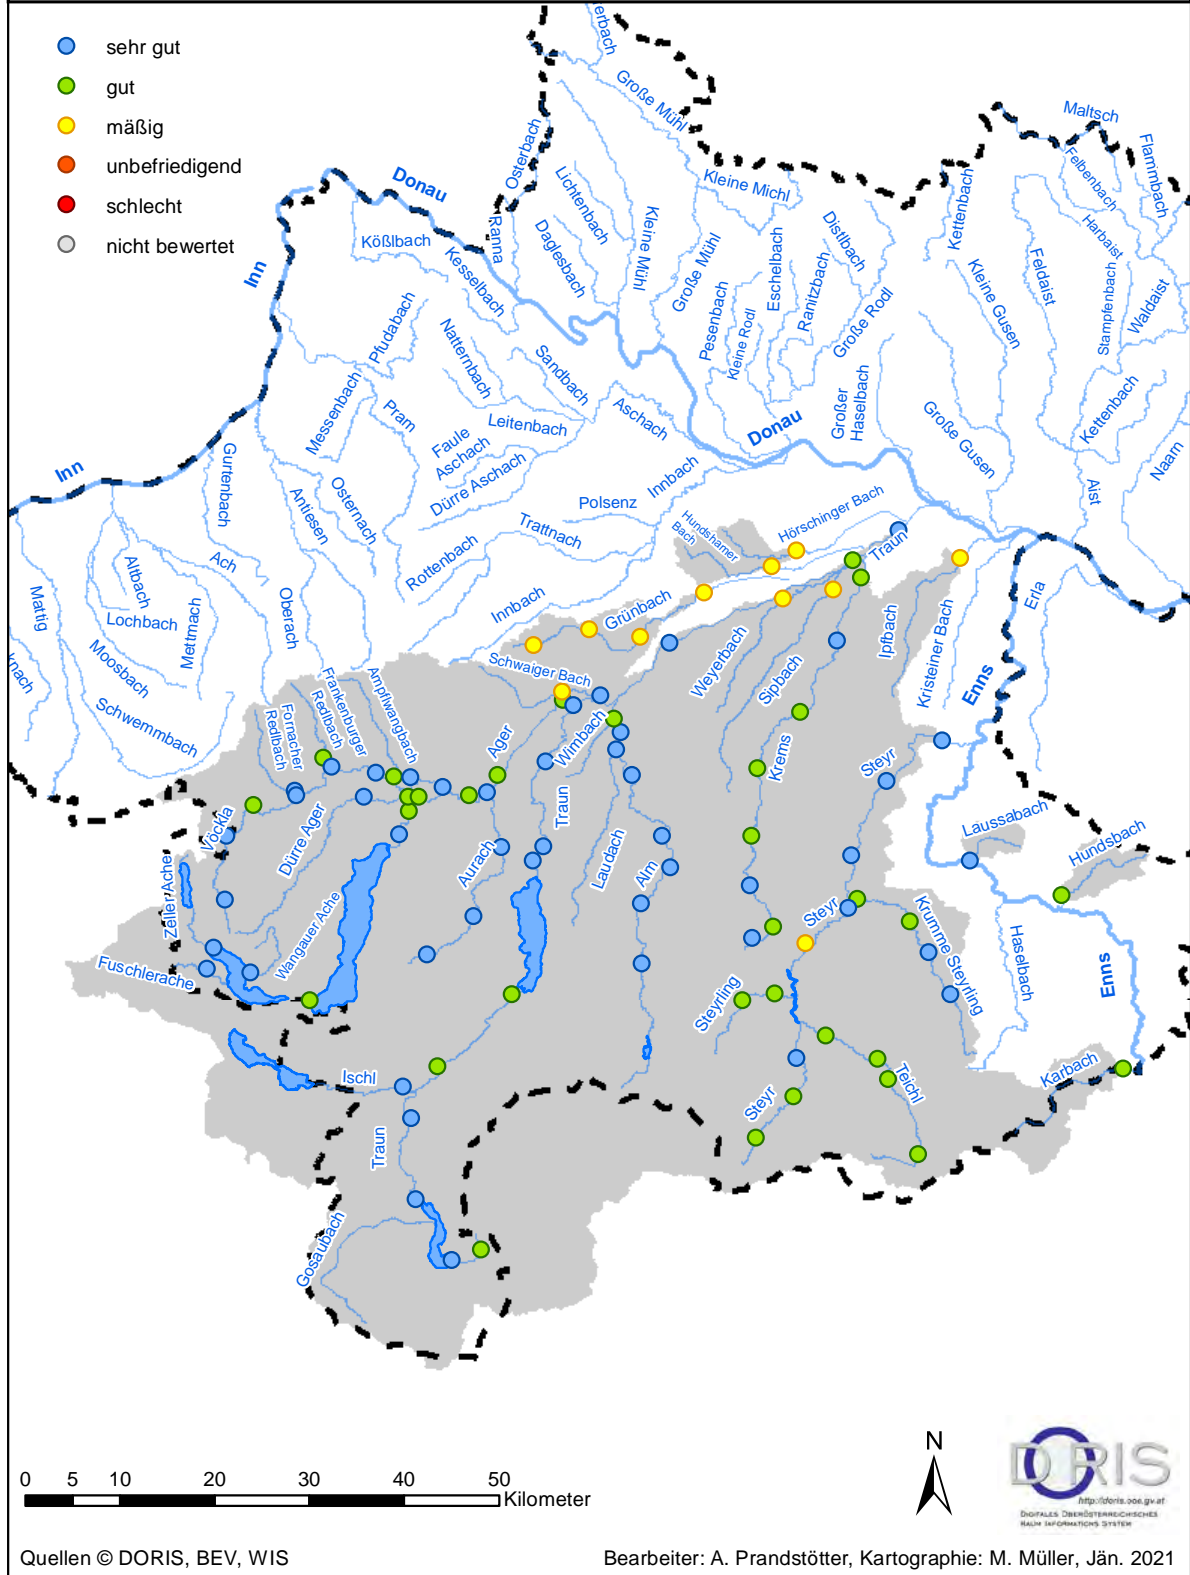 sehr gut
gut
mäßig
unbefriedigend
schlecht
nicht bewertet
erbach
Große Mühl
Maltsch
Flammbach
Felbenbach
Osterbach
Donau
Lichtenbach
Kleine Michl
Kettenbach
Harbaist
Ranna
Kößlbach
Daglesbach
Kleine Mühl
Große Mühl
Distlbach
Eschelbach
Inn
Kesselbach
Ranitzbach
Feldaist
Stampfenbach
Waldaist
Kleine Gusen
Pfudabach
Natternbach
Pesenbach
Kleine Rodl
Große Rodl
Sandbach
Messenbach
Pram
Leitenbach
Aschach
Großer
Haselbach
Kettenbach
Donau
Große Gusen
Faule
Aschach
Dürre Aschach
Inn
Gurtenbach
Antiesen
Osternach
Innbach
Polsenz
Naarn
Aist
Trattnach
Hörschinger Bach
Hundshamer
Bach
Traun
Rottenbach
Ach
Altbach
Mattig
Oberach
Lochbach
Mettmach
Innbach
Grünbach
Erla
Ipfbach
Kristeiner Bach
Moosbach
knach
Schwaiger Bach
Weyerbach
Sipbach
Enns
Schwemmbach
Fornacher
Redlbach
Frankenburger
Redlbach
Ampflwangbach
Ager
Wimbach
Krems
Steyr
Traun
Vöckla
Dürre Ager
Laussabach
Hundsbach
Aurach
Laudach
Alm
Zeller Ache
Wangauer Ache
Steyr
Krumme Steyrling
Haselbach
Enns
Fuschlerache
Steyrling
Ischl
Karbach
Teichl
Steyr
Traun
Gosaubach
N
DORIS
http://doris.ooe.gv.at
DIGITALES OBERÖSTERREICHISCHES
RAUM INFORMATIONS SYSTEM
0 5 10 20 30 40 50
Kilometer
Quellen © DORIS, BEV, WIS
Bearbeiter: A. Prandstötter, Kartographie: M. Müller, Jän. 2021